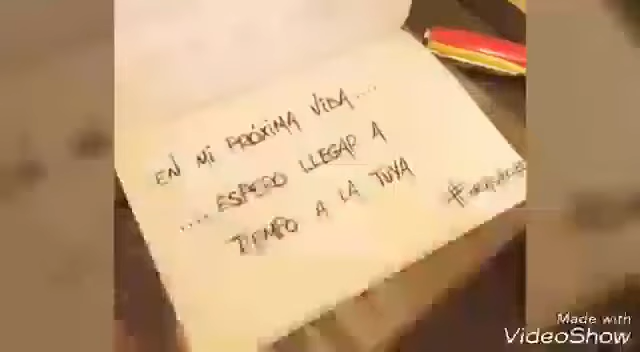 EN MI PRÓXIMA VIDA....
....ESPERO LLEGAR A
TIEMPO A LA TUYA
Made with
VideoShow